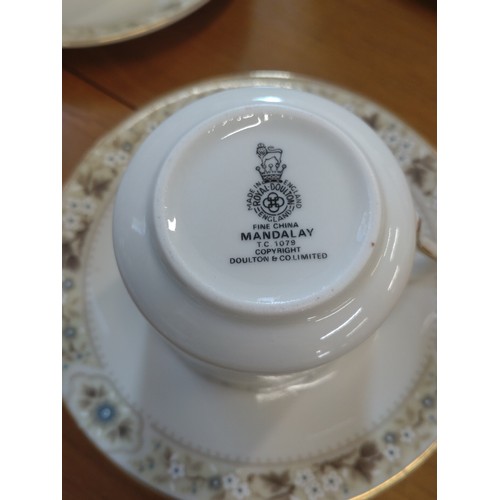 MADE IN ENGLAND
ROYAL DOULTON
ENGLAND
FINE CHINA
MANDALAY
T.C. 1079
COPYRIGHT
DOULTON & CO LIMITED